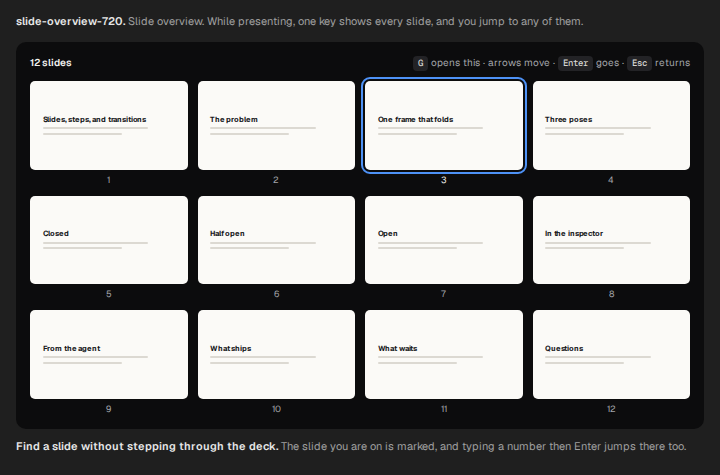 slide-overview-720. Slide overview. While presenting, one key shows every slide, and you jump to any of them.
12 slides
G opens this · arrows move · Enter goes · Esc returns
Slides, steps, and transitions
The problem
One frame that folds
Three poses
1
2
3
4
Closed
Half open
Open
In the inspector
5
6
7
8
From the agent
What ships
What waits
Questions
9
10
11
12
Find a slide without stepping through the deck. The slide you are on is marked, and typing a number then Enter jumps there too.